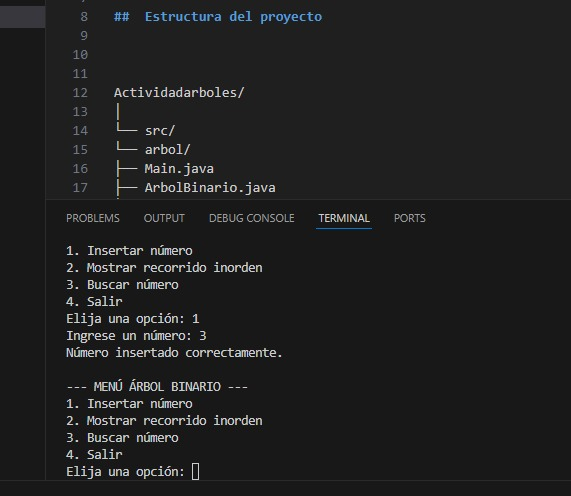 8 ## Estructura del proyecto
9
10
11
12 Actividadarboles/
13 │
14 └── src/
15 └── arbol/
16 ├── Main.java
17 ├── ArbolBinario.java
PROBLEMS OUTPUT DEBUG CONSOLE TERMINAL PORTS
1. Insertar número
2. Mostrar recorrido inorden
3. Buscar número
4. Salir
Elija una opción: 1
Ingrese un número: 3
Número insertado correctamente.
--- MENÚ ÁRBOL BINARIO ---
1. Insertar número
2. Mostrar recorrido inorden
3. Buscar número
4. Salir
Elija una opción: